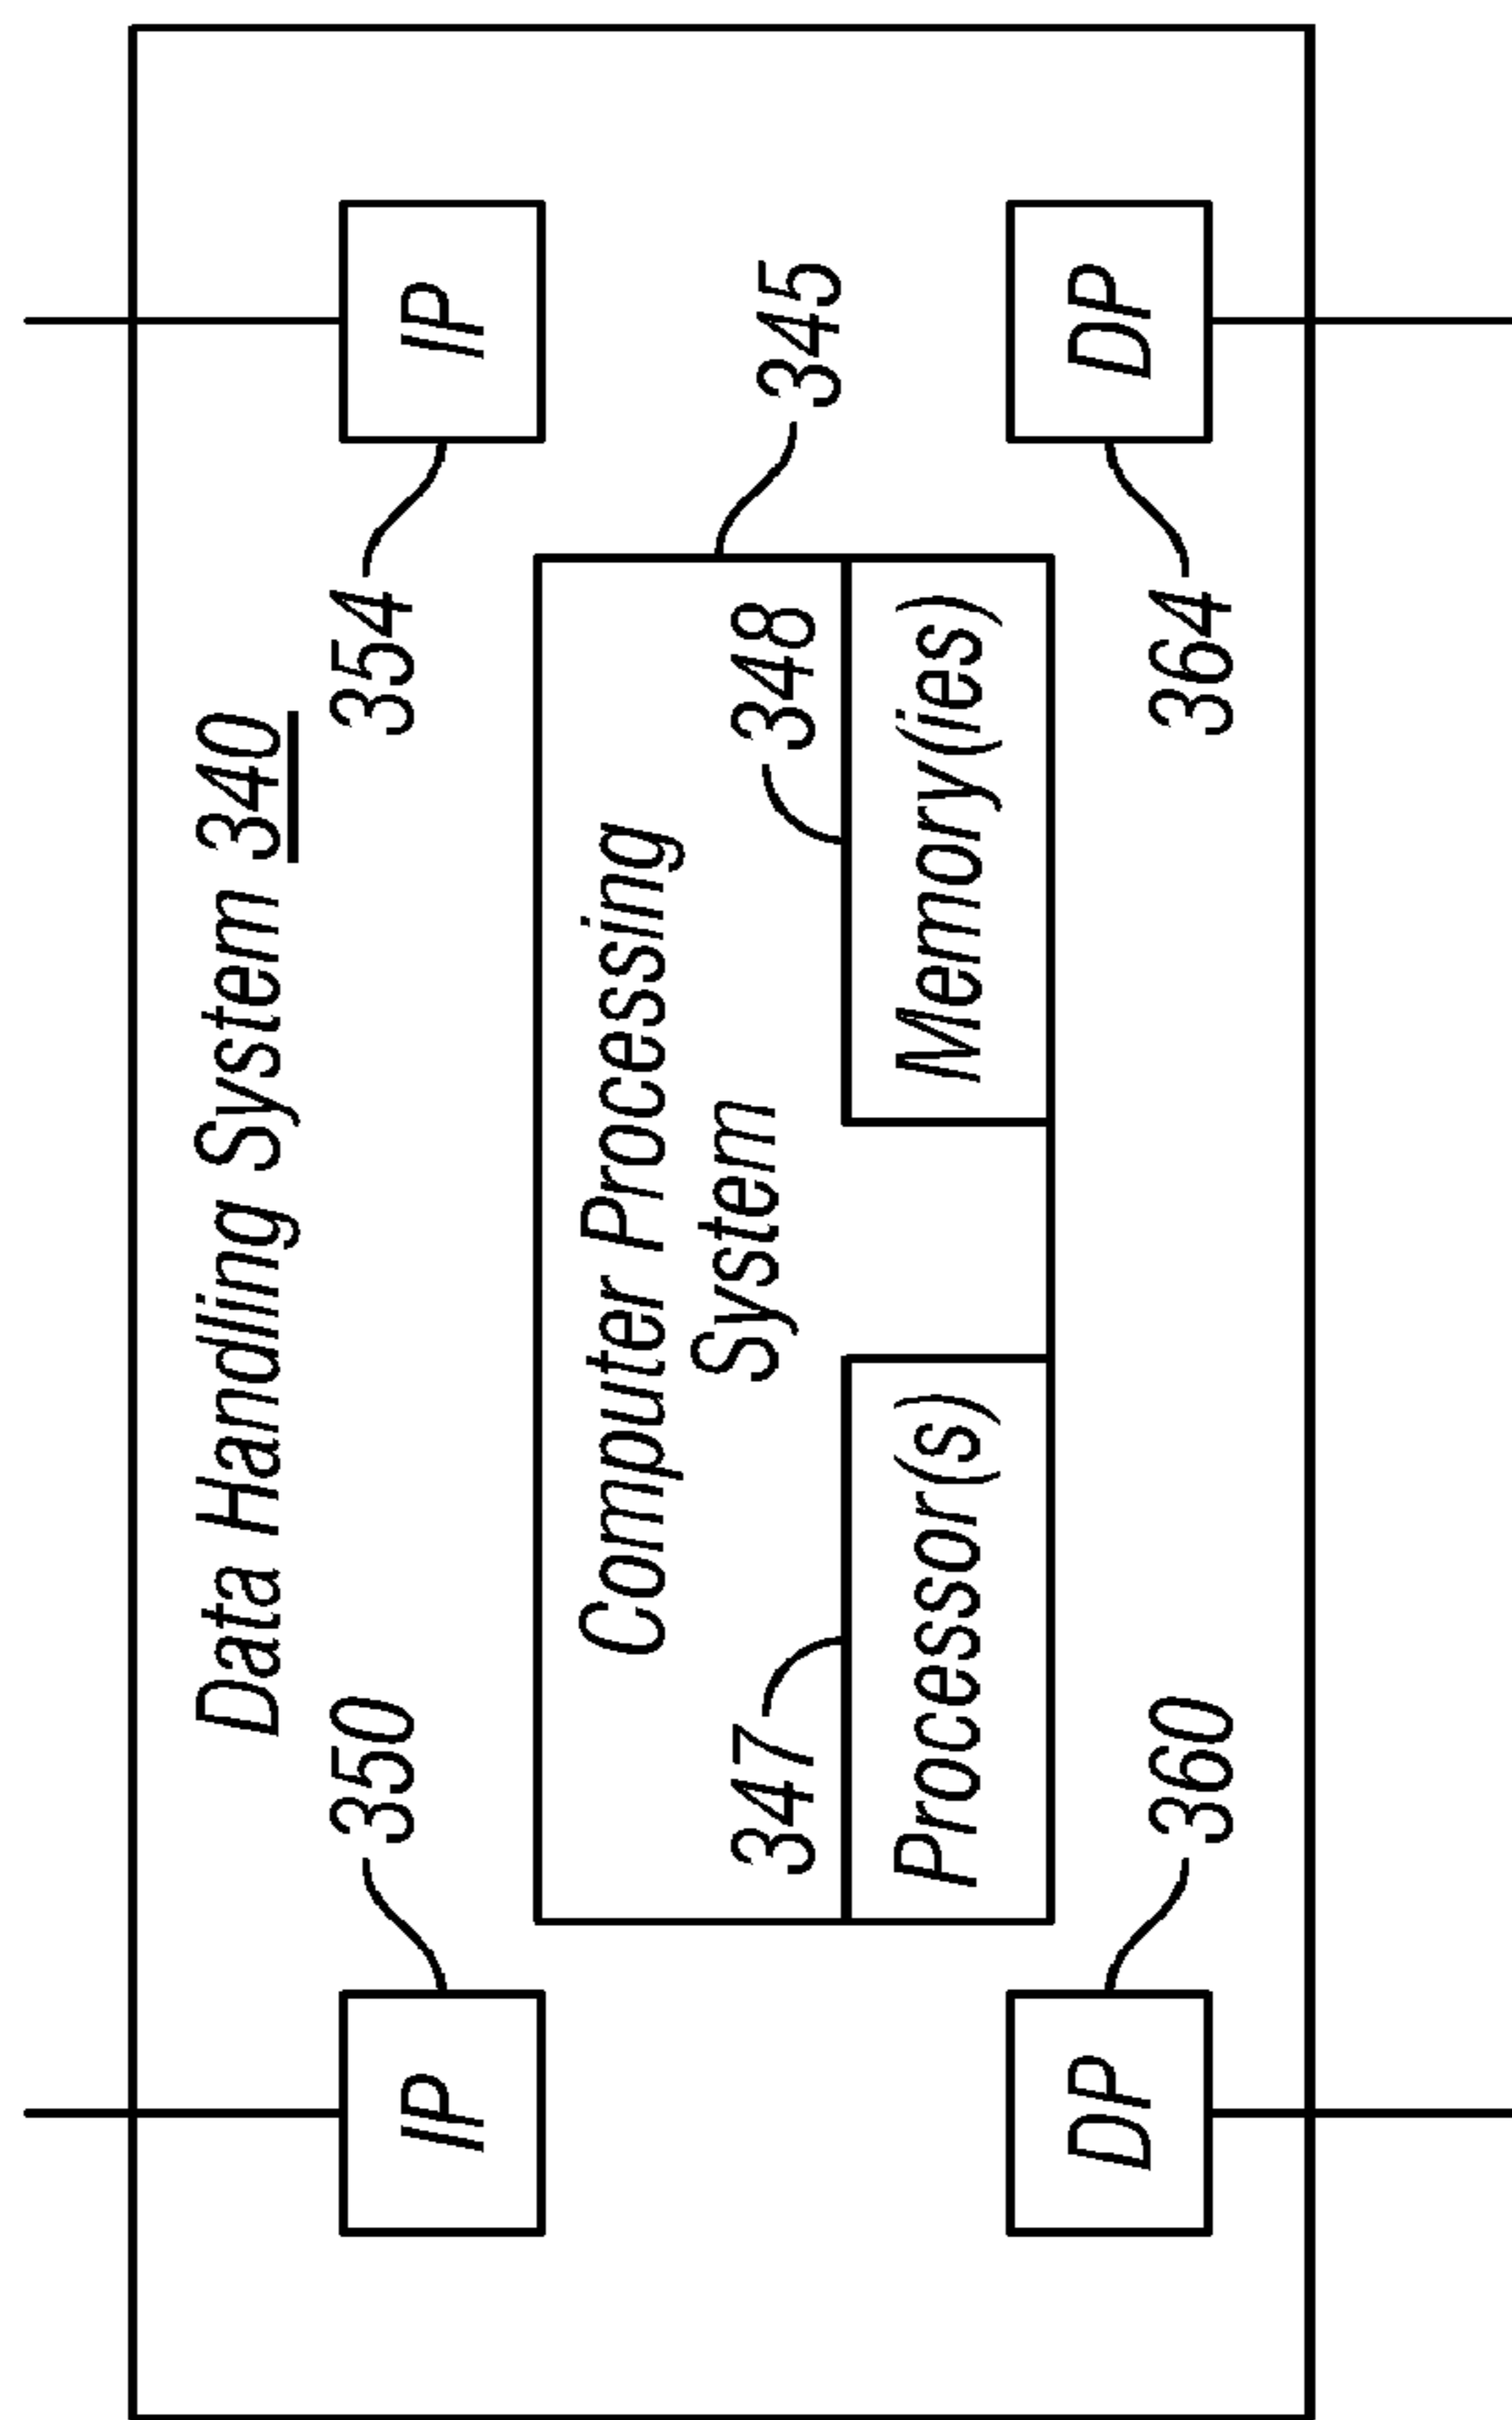 Data Handling System 340
350
354
IP
IP
Computer Processing
System
345
347
348
Processor(s)
Memory(ies)
DP
DP
360
364